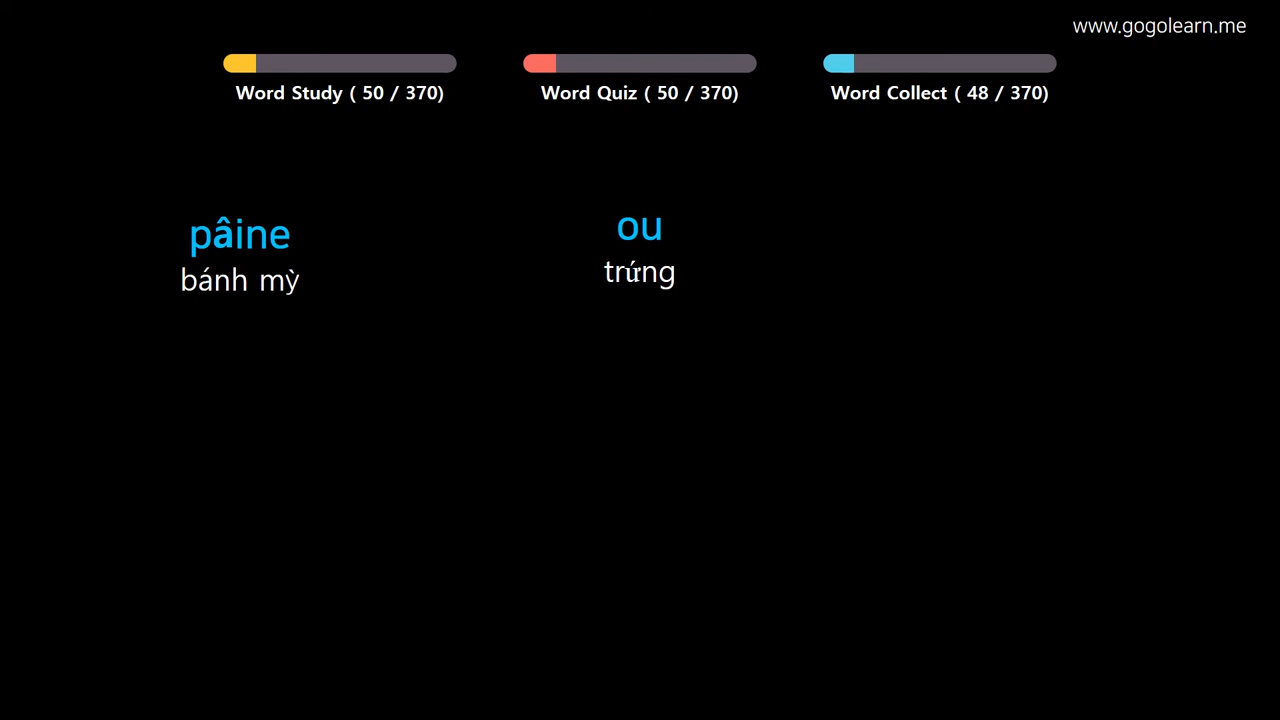 www.gogolearn.me
Word Study ( 50 / 370)
Word Quiz ( 50 / 370)
Word Collect ( 48 / 370)
pâine
bánh mỳ
ou
trứng